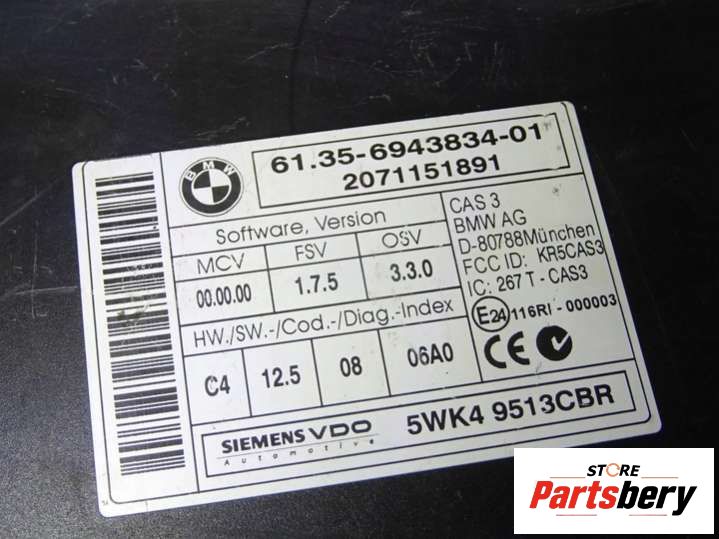 BMW
61.35-6943834-01
2071151891
Software, Version
MCV FSV OSV
00.00.00 1.7.5 3.3.0
HW./SW.-/Cod.-/Diag.-Index
C4 12.5 08 06A0
CAS 3
BMW AG
D-80788München
FCC ID: KR5CAS3
IC: 267 T - CAS3
E24 116RI - 000003
CE N
SIEMENS VDO
Automotive
5WK4 9513CBR
STORE
Partsbery